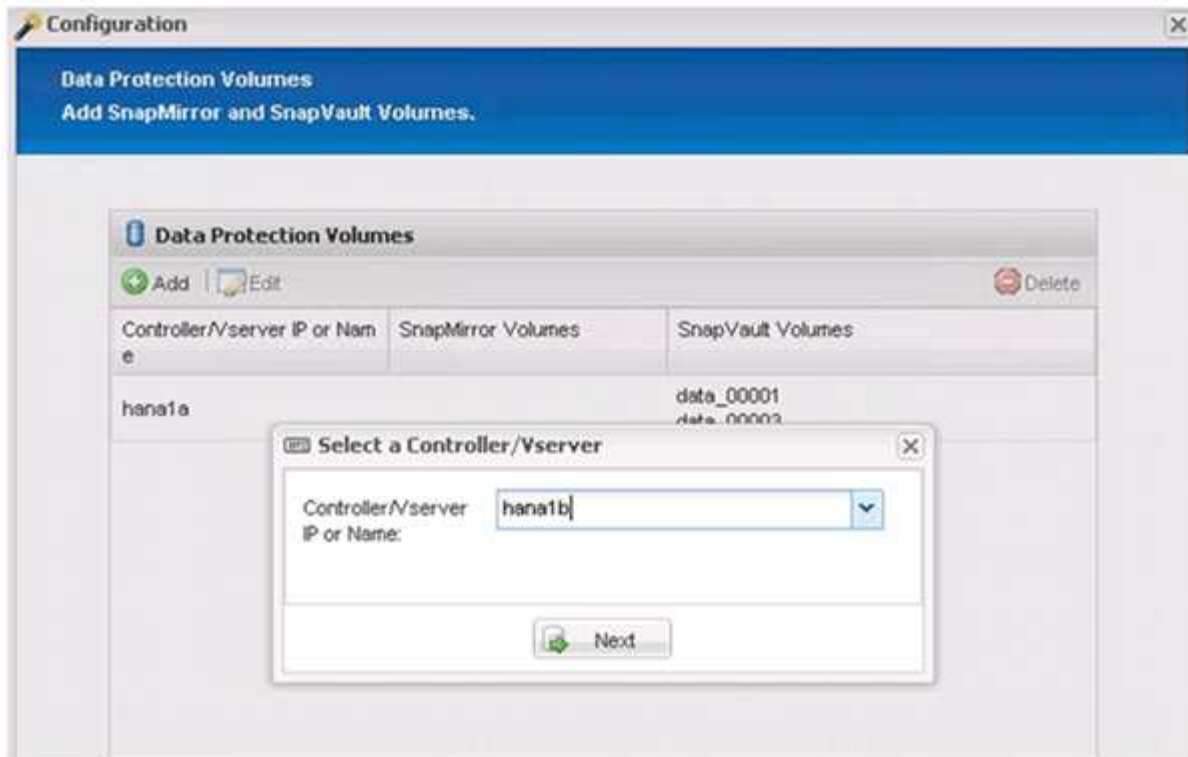 Configuration
Data Protection Volumes
Add SnapMirror and SnapVault Volumes.
Data Protection Volumes
Add Edit Delete
Controller/Vserver IP or Nam SnapMirror Volumes SnapVault Volumes
e
hana1a data_00001
data_00003
Select a Controller/Vserver
Controller/Vserver hana1b
IP or Name:
Next